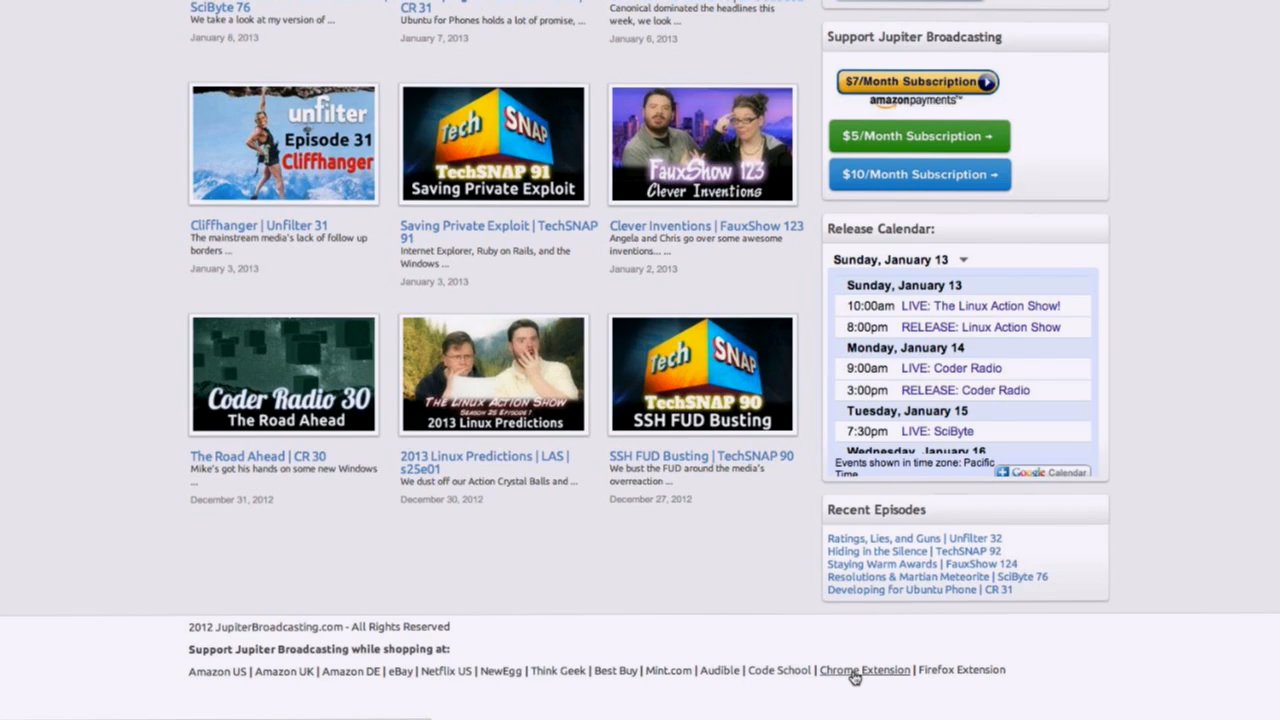 SciByte 76
We take a look at my version of ...
January 8, 2013
CR 31
Ubuntu for Phones holds a lot of promise, ...
January 7, 2013
Canonical dominated the headlines this
week, we look ...
January 6, 2013
unfilter
Episode 31
Cliffhanger
Cliffhanger | Unfilter 31
The mainstream media's lack of follow up
borders ...
January 3, 2013
Tech SNAP
TechSNAP 91
Saving Private Exploit
Saving Private Exploit | TechSNAP
91
Internet Explorer, Ruby on Rails, and the
Windows ...
January 3, 2013
FauxShow 123
Clever Inventions
Clever Inventions | FauxShow 123
Angela and Chris go over some awesome
inventions... ...
January 2, 2013
Coder Radio 30
The Road Ahead
The Road Ahead | CR 30
Mike's got his hands on some new Windows
...
December 31, 2012
The Linux Action Show
Season 25 Episode 1
2013 Linux Predictions
2013 Linux Predictions | LAS |
s25e01
We dust off our Action Crystal Balls and ...
December 30, 2012
Tech SNAP
TechSNAP 90
SSH FUD Busting
SSH FUD Busting | TechSNAP 90
We bust the FUD around the media's
overreaction ...
December 27, 2012
Support Jupiter Broadcasting
$7/Month Subscription
amazonpayments™
$5/Month Subscription →
$10/Month Subscription →
Release Calendar:
Sunday, January 13
Sunday, January 13
10:00am LIVE: The Linux Action Show!
8:00pm RELEASE: Linux Action Show
Monday, January 14
9:00am LIVE: Coder Radio
3:00pm RELEASE: Coder Radio
Tuesday, January 15
7:30pm LIVE: SciByte
Wednesday, January 16
Events shown in time zone: Pacific
Time
Google Calendar
Recent Episodes
Ratings, Lies, and Guns | Unfilter 32
Hiding in the Silence | TechSNAP 92
Staying Warm Awards | FauxShow 124
Resolutions & Martian Meteorite | SciByte 76
Developing for Ubuntu Phone | CR 31
2012 JupiterBroadcasting.com - All Rights Reserved
Support Jupiter Broadcasting while shopping at:
Amazon US | Amazon UK | Amazon DE | eBay | Netflix US | NewEgg | Think Geek | Best Buy | Mint.com | Audible | Code School | Chrome Extension | Firefox Extension